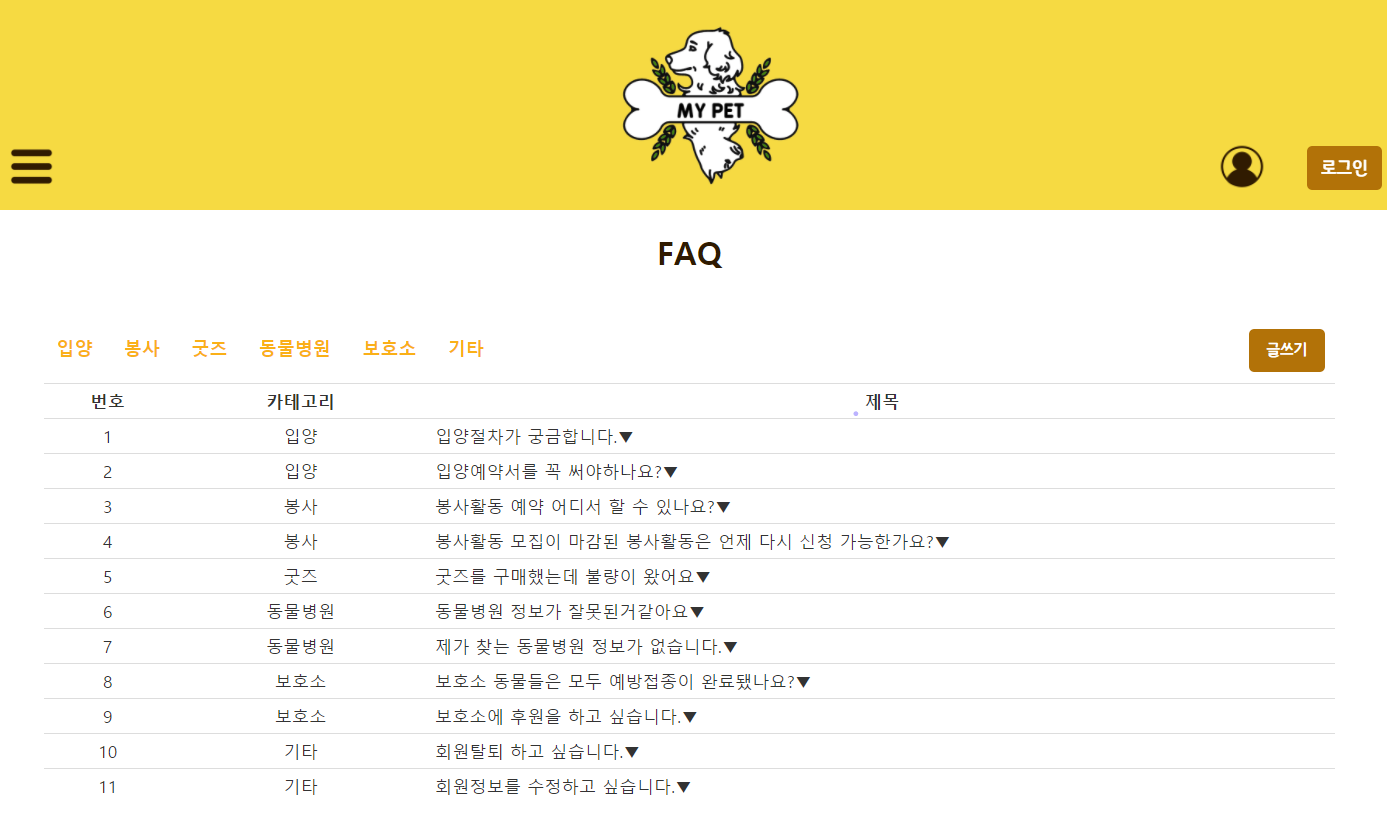 MY PET
로그인
FAQ
입양 봉사 굿즈 동물병원 보호소 기타 글쓰기
번호 카테고리 제목
1 입양 입양절차가 궁금합니다.▼
2 입양 입양예약서를 꼭 써야하나요?▼
3 봉사 봉사활동 예약 어디서 할 수 있나요?▼
4 봉사 봉사활동 모집이 마감된 봉사활동은 언제 다시 신청 가능한가요?▼
5 굿즈 굿즈를 구매했는데 불량이 왔어요▼
6 동물병원 동물병원 정보가 잘못된거같아요▼
7 동물병원 제가 찾는 동물병원 정보가 없습니다.▼
8 보호소 보호소 동물들은 모두 예방접종이 완료됐나요?▼
9 보호소 보호소에 후원을 하고 싶습니다.▼
10 기타 회원탈퇴 하고 싶습니다.▼
11 기타 회원정보를 수정하고 싶습니다.▼